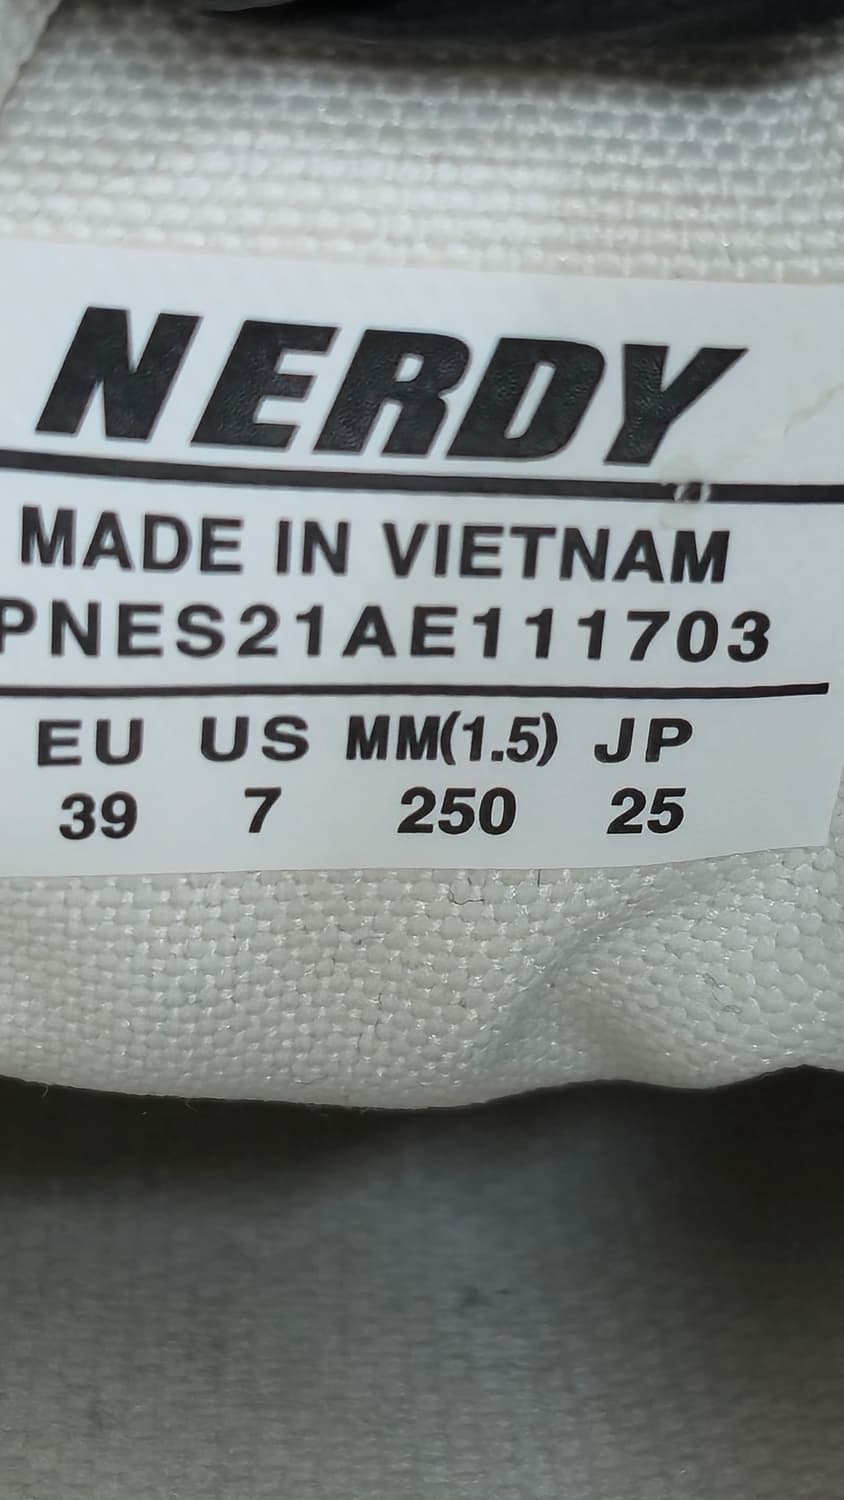 NERDY
MADE IN VIETNAM
PNES21AE111703
EU US MM(1.5) JP
39 7 250 25